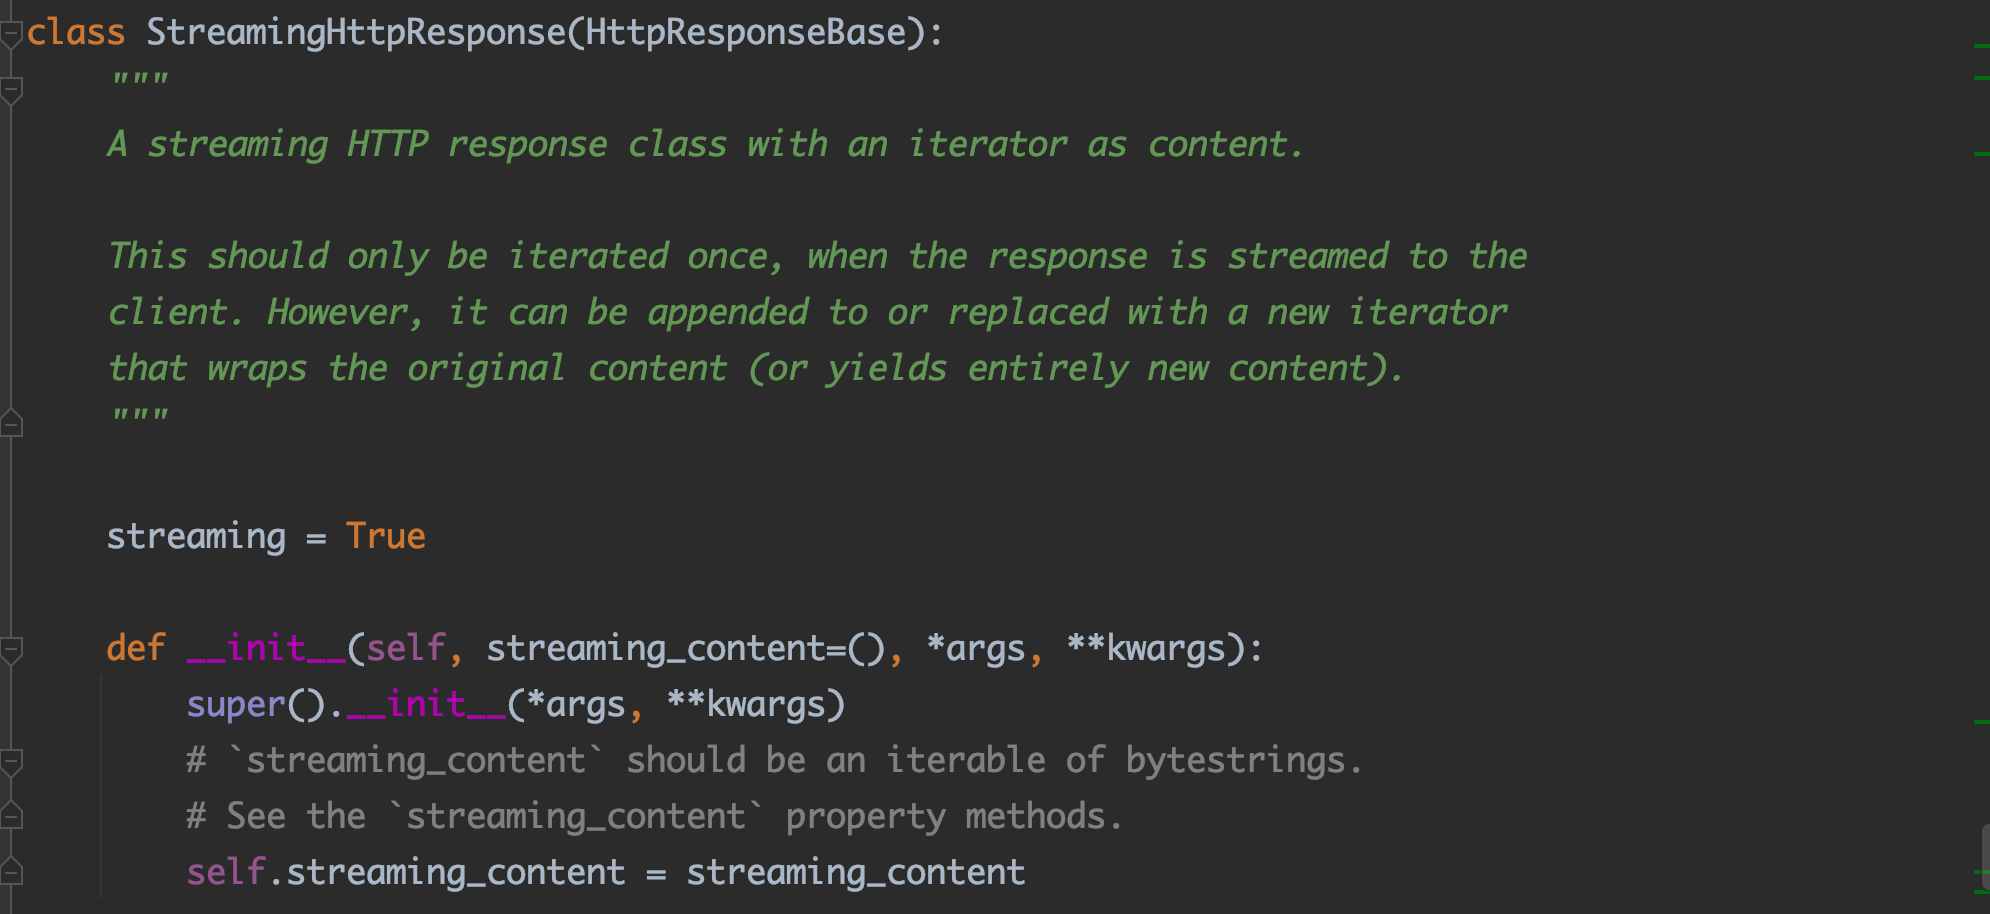 class StreamingHttpResponse(HttpResponseBase):
"""
A streaming HTTP response class with an iterator as content.
This should only be iterated once, when the response is streamed to the
client. However, it can be appended to or replaced with a new iterator
that wraps the original content (or yields entirely new content).
"""
streaming = True
def __init__(self, streaming_content=(), *args, **kwargs):
super().__init__(*args, **kwargs)
# `streaming_content` should be an iterable of bytestrings.
# See the `streaming_content` property methods.
self.streaming_content = streaming_content